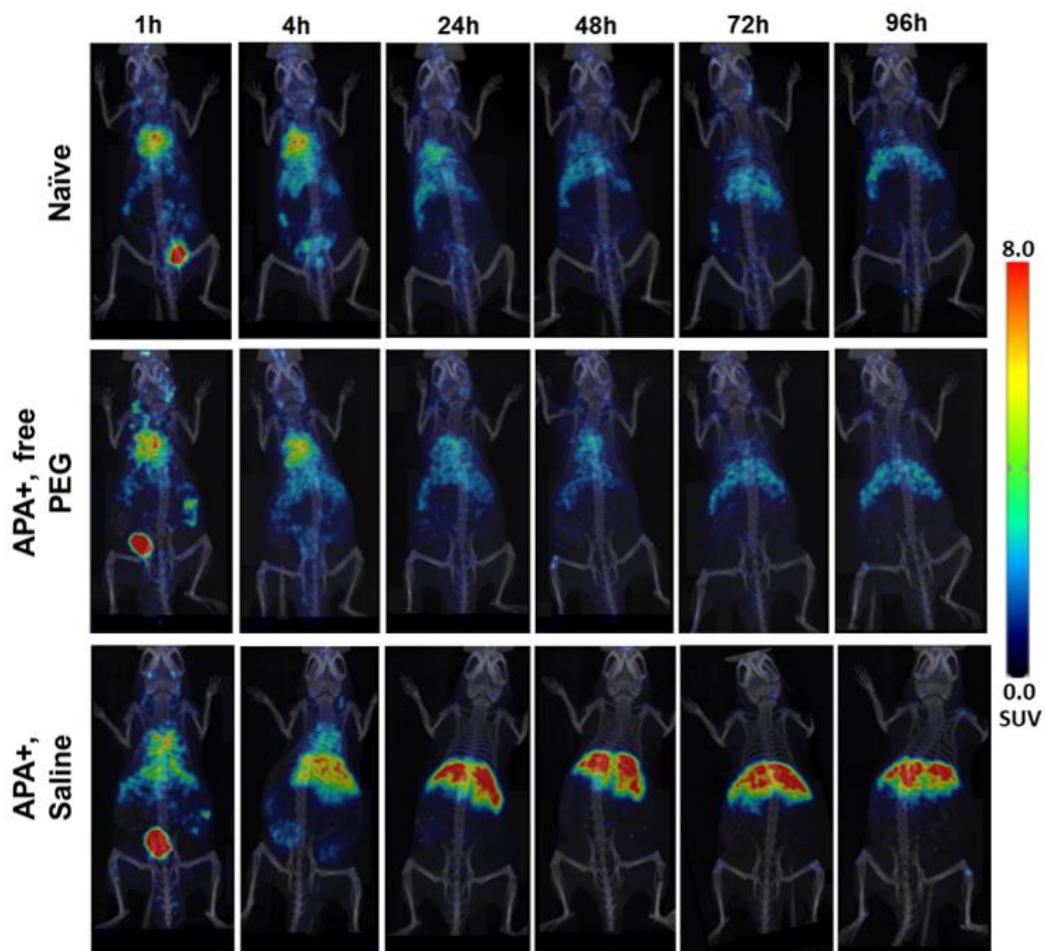 1h 4h 24h 48h 72h 96h
Naïve
APA+, free
PEG
APA+,
Saline
8.0
0.0
SUV